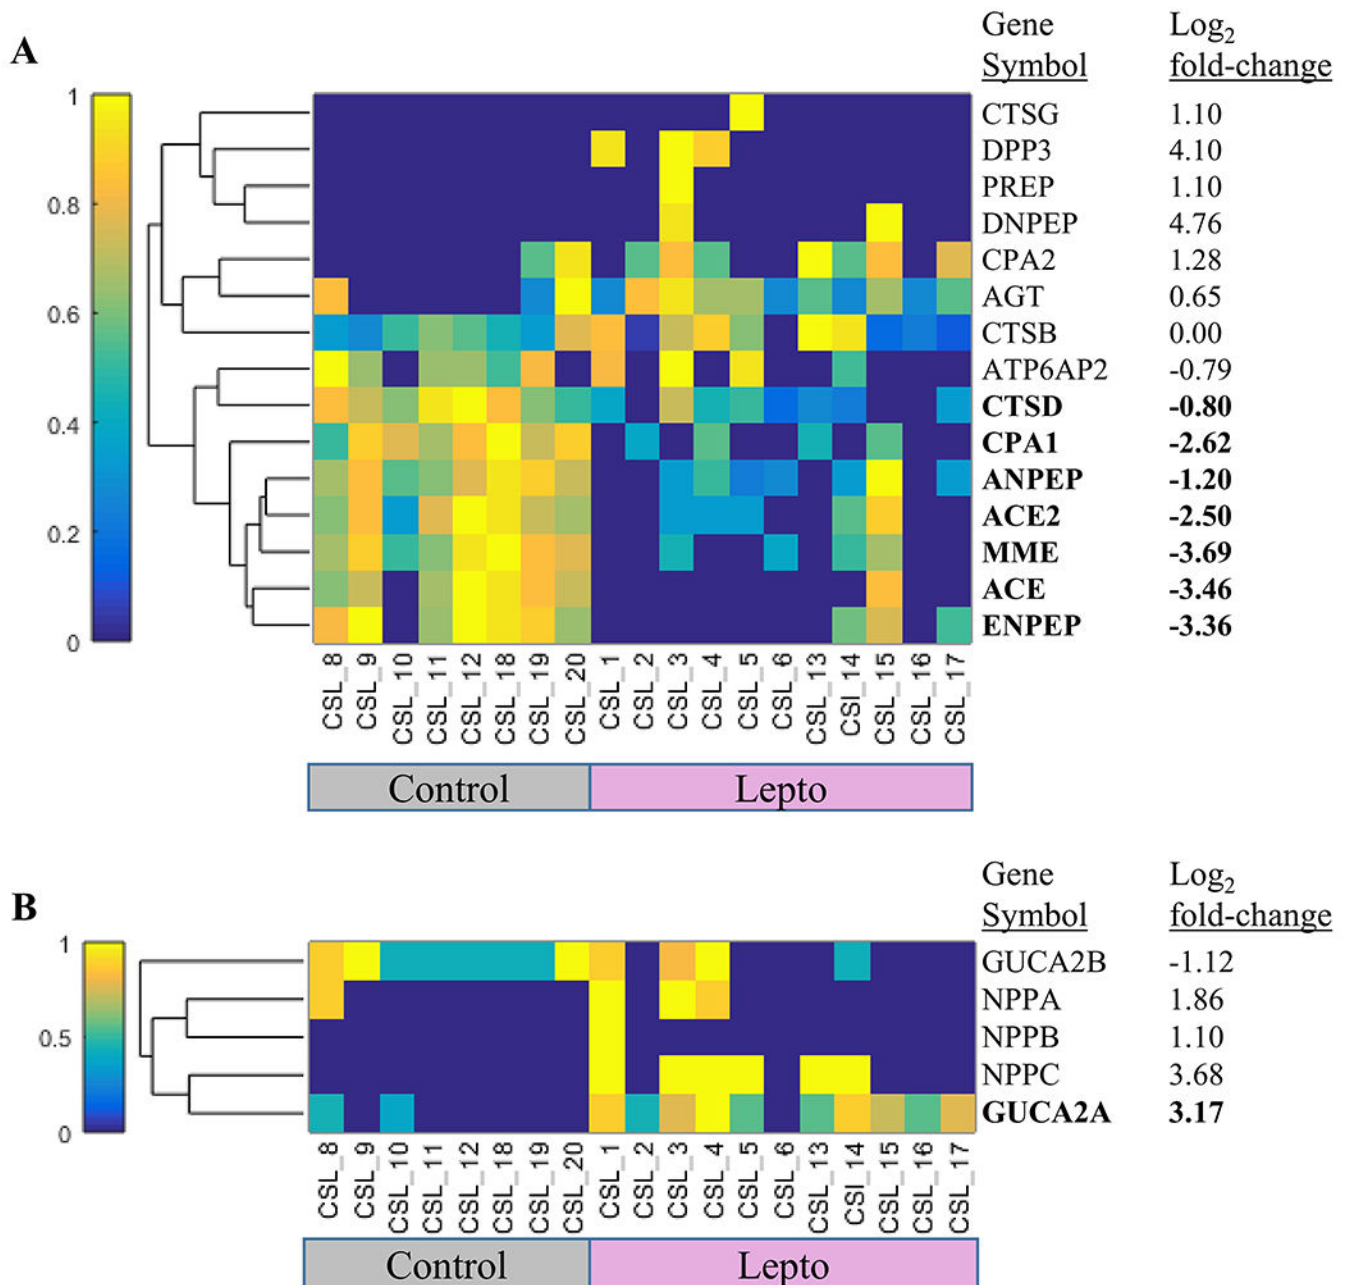 A
Gene Log2
Symbol fold-change
1
0.8
0.6
0.4
0.2
0
CTSG 1.10
DPP3 4.10
PREP 1.10
DNPEP 4.76
CPA2 1.28
AGT 0.65
CTSB 0.00
ATP6AP2 -0.79
CTSD -0.80
CPA1 -2.62
ANPEP -1.20
ACE2 -2.50
MME -3.69
ACE -3.46
ENPEP -3.36
CSL_8 CSL_9 CSL_10 CSL_11 CSL_12 CSL_18 CSL_19 CSL_20 CSL_1 CSL_2 CSL_3 CSL_4 CSL_5 CSL_6 CSL_13 CSI_14 CSL_15 CSL_16 CSL_17
Control Lepto
B
Gene Log2
Symbol fold-change
1
0.5
0
GUCA2B -1.12
NPPA 1.86
NPPB 1.10
NPPC 3.68
GUCA2A 3.17
CSL_8 CSL_9 CSL_10 CSL_11 CSL_12 CSL_18 CSL_19 CSL_20 CSL_1 CSL_2 CSL_3 CSL_4 CSL_5 CSL_6 CSL_13 CSI_14 CSL_15 CSL_16 CSL_17
Control Lepto